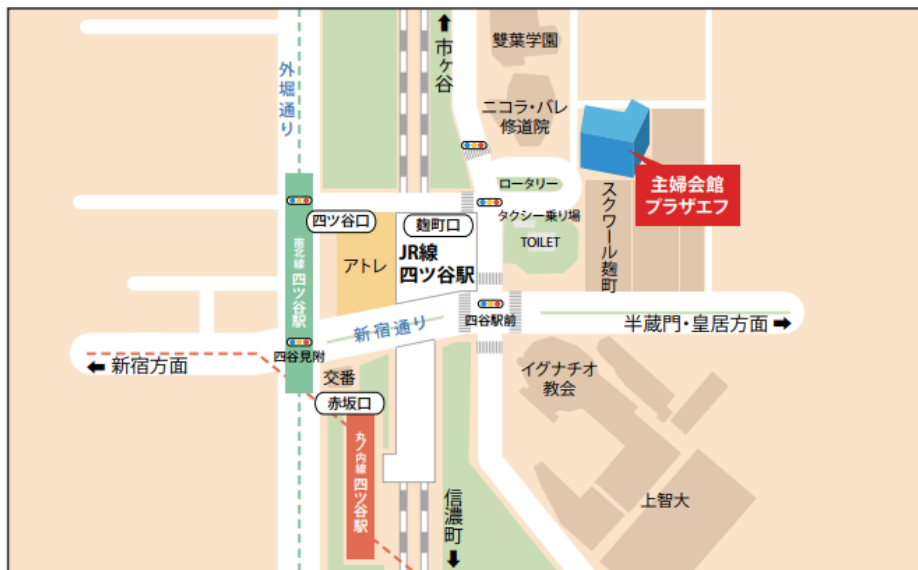 外堀通り
市ヶ谷
雙葉学園
ニコラ・バレ
修道院
主婦会館
プラザエフ
ロータリー
タクシー乗り場
TOILET
スクワール麹町
四ツ谷口
麹町口
JR線
四ツ谷駅
アトレ
南北線 四ツ谷駅
新宿通り
四谷駅前
半蔵門・皇居方面
四谷見附
新宿方面
交番
赤坂口
丸ノ内線 四ツ谷駅
イグナチオ
教会
上智大
信濃町